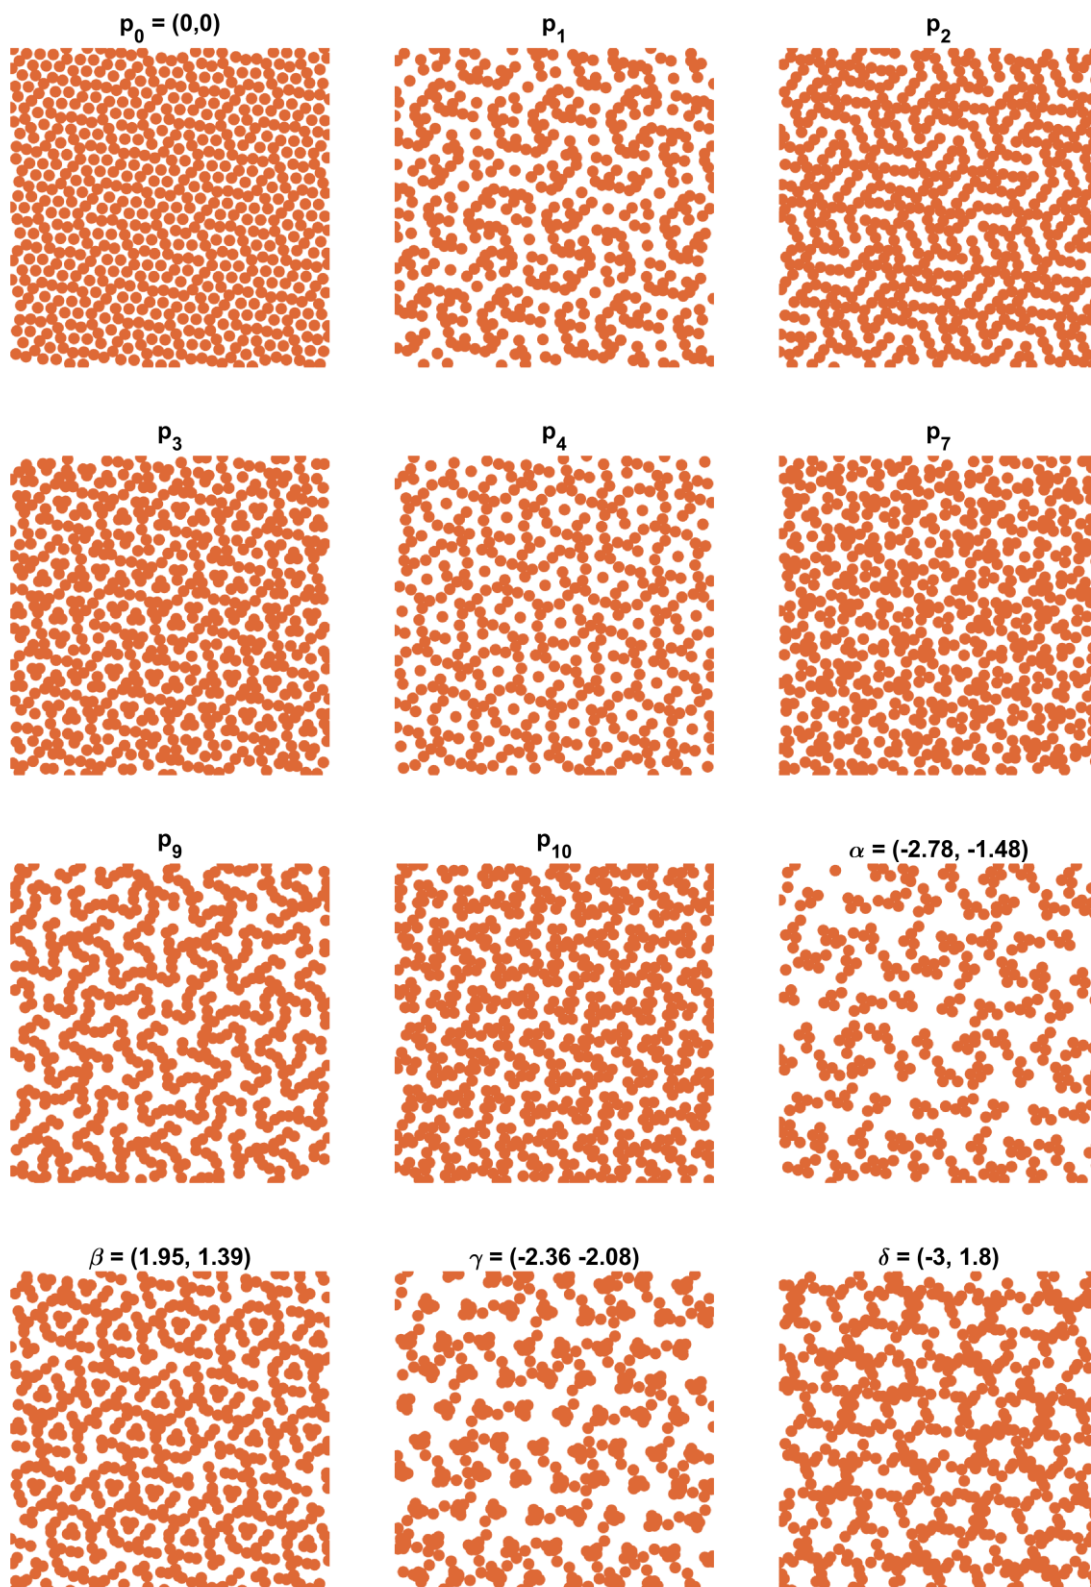 p₀ = (0,0)
p₁
p₂
p₃
p₄
p₇
p₉
p₁₀
α = (-2.78, -1.48)
β = (1.95, 1.39)
γ = (-2.36 -2.08)
δ = (-3, 1.8)